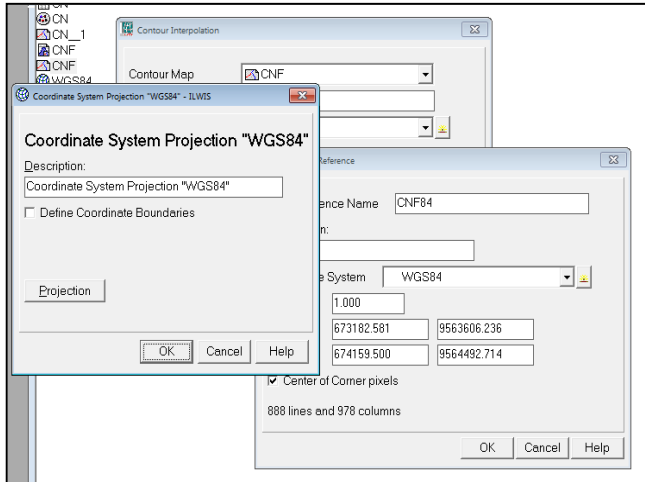 CN
CN
CN__1
CNF
CNF
WGS84
Contour Interpolation
Contour Map
CNF
Coordinate System Projection "WGS84" - ILWIS
Coordinate System Projection "WGS84"
Description:
Coordinate System Projection "WGS84"
Define Coordinate Boundaries
Projection
OK Cancel Help
Reference
ence Name CNF84
n:
e System WGS84
1.000
673182.581 9563606.236
674159.500 9564492.714
Center of Corner pixels
888 lines and 978 columns
OK Cancel Help